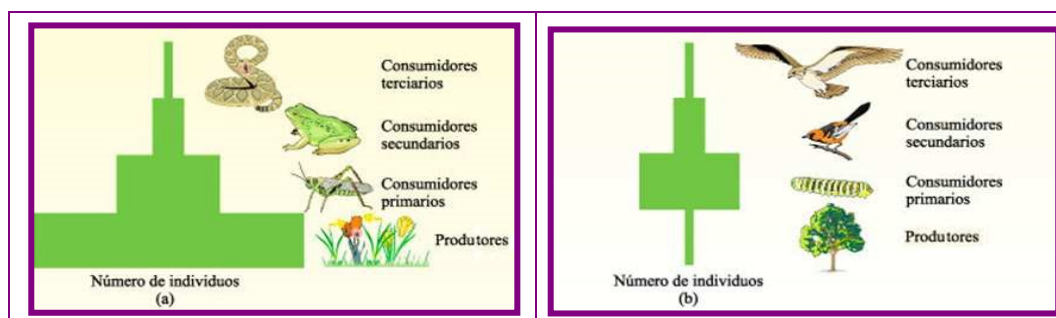 Consumidores
terciarios
Consumidores
secundarios
Consumidores
primarios
Produtores
Número de individuos
(a)
Consumidores
terciarios
Consumidores
secundarios
Consumidores
primarios
Produtores
Número de individuos
(b)